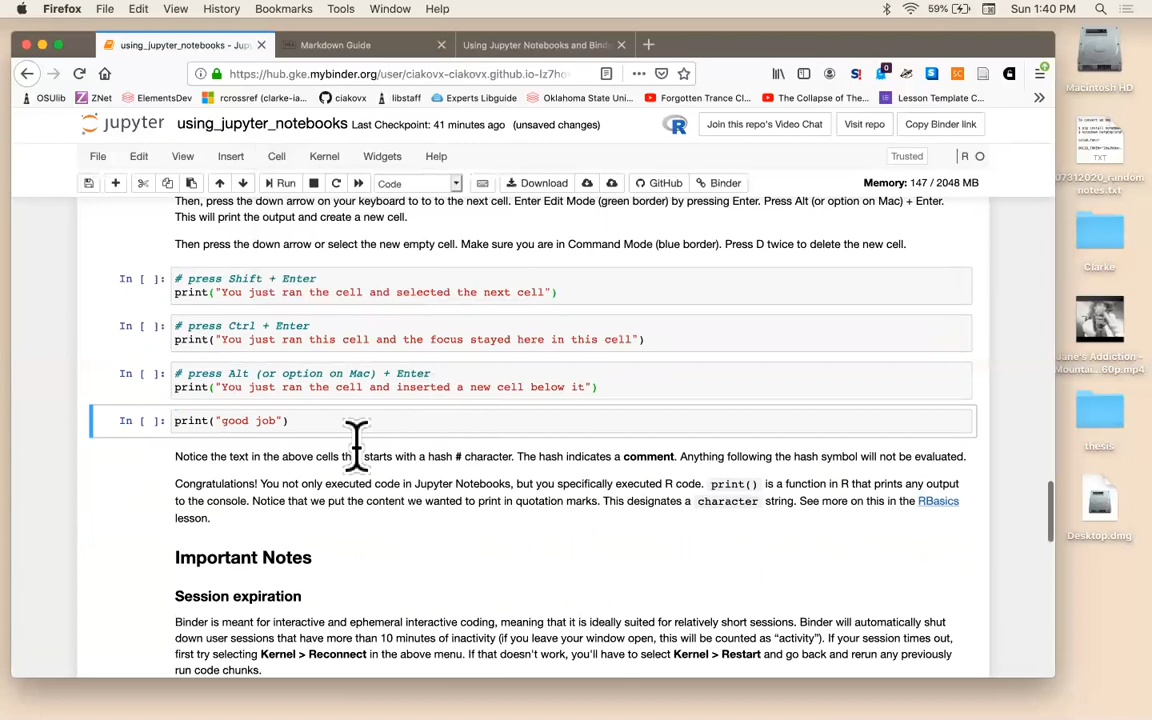 Firefox File Edit View History Bookmarks Tools Window Help 59% Sun 1:40 PM
using_jupyter_notebooks - Jup Markdown Guide Using Jupyter Notebooks and Bind
https://hub.gke.mybinder.org/user/ciakovx-ciakovx.github.io-lz7ho
OSUlib ZNet ElementsDev rcrossref (clarke-ia... ciakovx libstaff Experts Libguide Oklahoma State Uni... Forgotten Trance Cl... The Collapse of The... Lesson Template C...
jupyter using_jupyter_notebooks Last Checkpoint: 41 minutes ago (unsaved changes) R Join this repo's Video Chat Visit repo Copy Binder link
File Edit View Insert Cell Kernel Widgets Help Trusted R
Run Code Download GitHub Binder Memory: 147 / 2048 MB
Then, press the down arrow on your keyboard to to to the next cell. Enter Edit Mode (green border) by pressing Enter. Press Alt (or option on Mac) + Enter.
This will print the output and create a new cell.
Then press the down arrow or select the new empty cell. Make sure you are in Command Mode (blue border). Press D twice to delete the new cell.
In [ ]: # press Shift + Enter
print("You just ran the cell and selected the next cell")
In [ ]: # press Ctrl + Enter
print("You just ran this cell and the focus stayed here in this cell")
In [ ]: # press Alt (or option on Mac) + Enter
print("You just ran the cell and inserted a new cell below it")
In [ ]: print("good job")
Notice the text in the above cells th starts with a hash # character. The hash indicates a comment. Anything following the hash symbol will not be evaluated.
Congratulations! You not only executed code in Jupyter Notebooks, but you specifically executed R code. print() is a function in R that prints any output
to the console. Notice that we put the content we wanted to print in quotation marks. This designates a character string. See more on this in the RBasics
lesson.
Important Notes
Session expiration
Binder is meant for interactive and ephemeral interactive coding, meaning that it is ideally suited for relatively short sessions. Binder will automatically shut
down user sessions that have more than 10 minutes of inactivity (if you leave your window open, this will be counted as “activity”). If your session times out,
first try selecting Kernel > Reconnect in the above menu. If that doesn't work, you'll have to select Kernel > Restart and go back and rerun any previously
run code chunks.
Macintosh HD
TXT
07312020_random
notes.txt
Clarke
Jane's Addiction -
Mountai...60p.mp4
thesis
Desktop.dmg